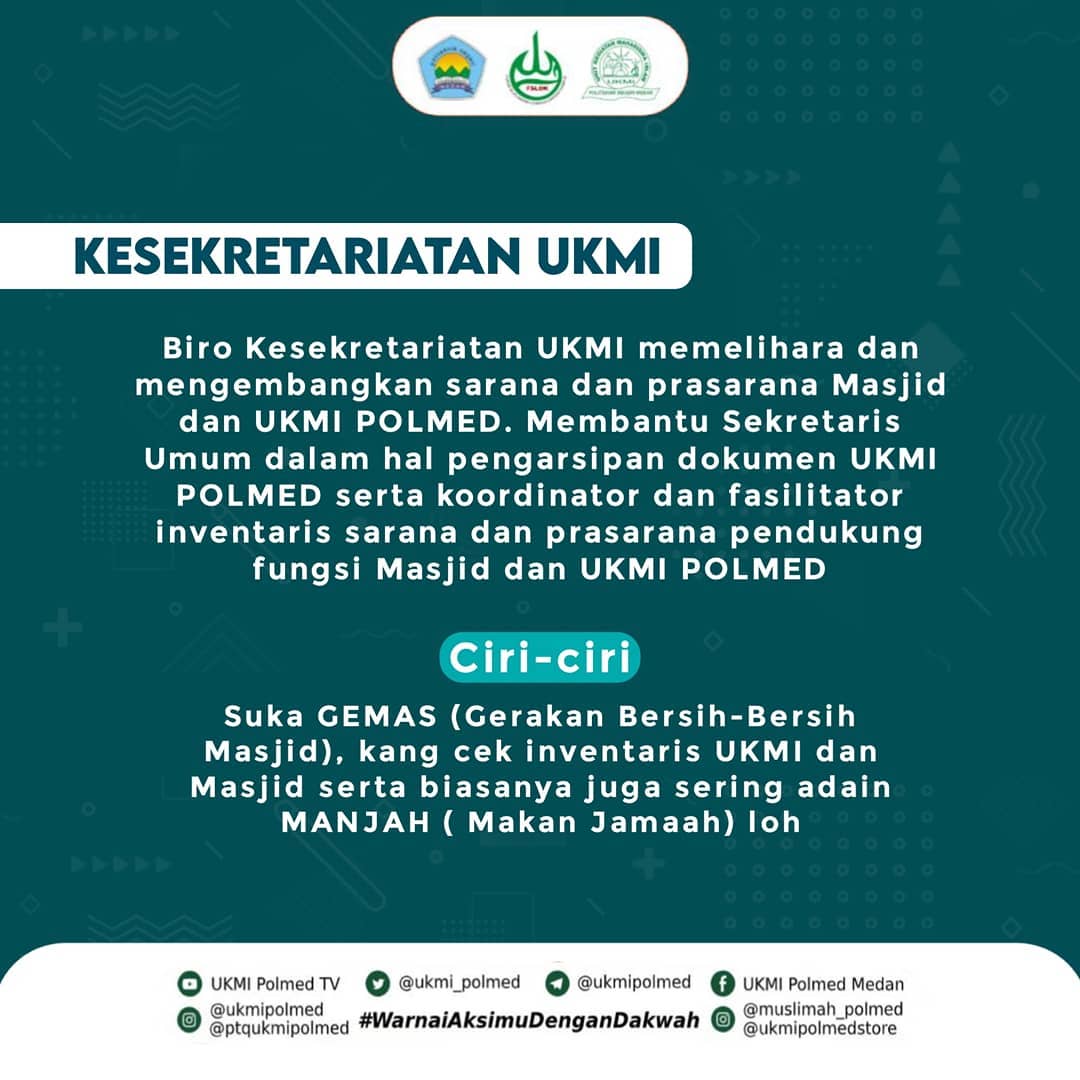 FSLDK
UKMI
KESEKRETARIATAN UKMI
Biro Kesekretariatan UKMI memelihara dan
mengembangkan sarana dan prasarana Masjid
dan UKMI POLMED. Membantu Sekretaris
Umum dalam hal pengarsipan dokumen UKMI
POLMED serta koordinator dan fasilitator
inventaris sarana dan prasarana pendukung
fungsi Masjid dan UKMI POLMED
Ciri-ciri
Suka GEMAS (Gerakan Bersih-Bersih
Masjid), kang cek inventaris UKMI dan
Masjid serta biasanya juga sering adain
MANJAH ( Makan Jamaah) loh
UKMI Polmed TV
@ukmi_polmed
@ukmipolmed
UKMI Polmed Medan
@ukmipolmed
@ptqukmipolmed
#WarnaiAksimuDenganDakwah
@muslimah_polmed
@ukmipolmedstore